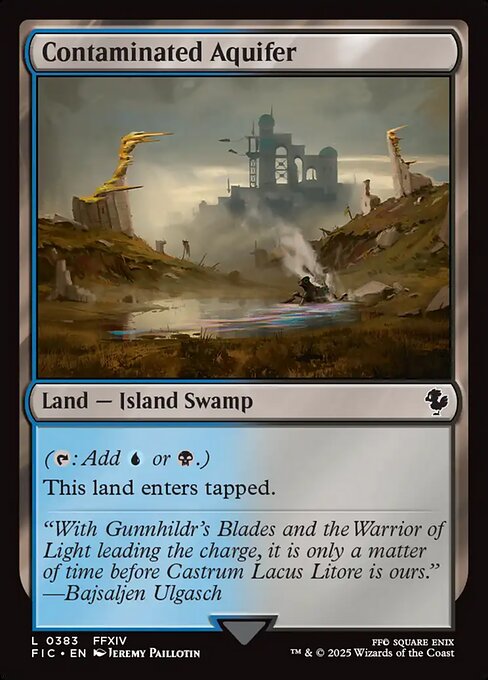 Contaminated Aquifer
Land — Island Swamp
(: Add or .)
This land enters tapped.
“With Gunnhildr’s Blades and the Warrior of
Light leading the charge, it is only a matter
of time before Castrum Lacus Litore is ours.”
—Bajsaljen Ulgasch
L 0383 FFXIV
FIC • EN Jeremy Paillotin
FF© SQUARE ENIX
™ & © 2025 Wizards of the Coast